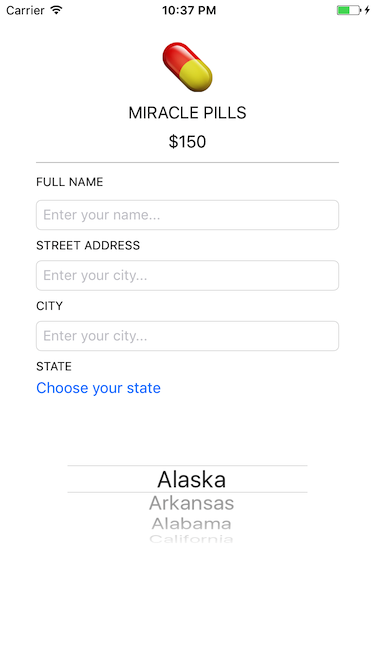 Carrier 10:37 PM
MIRACLE PILLS
$150
FULL NAME
Enter your name...
STREET ADDRESS
Enter your city...
CITY
Enter your city...
STATE
Choose your state
Alaska
Arkansas
Alabama
California